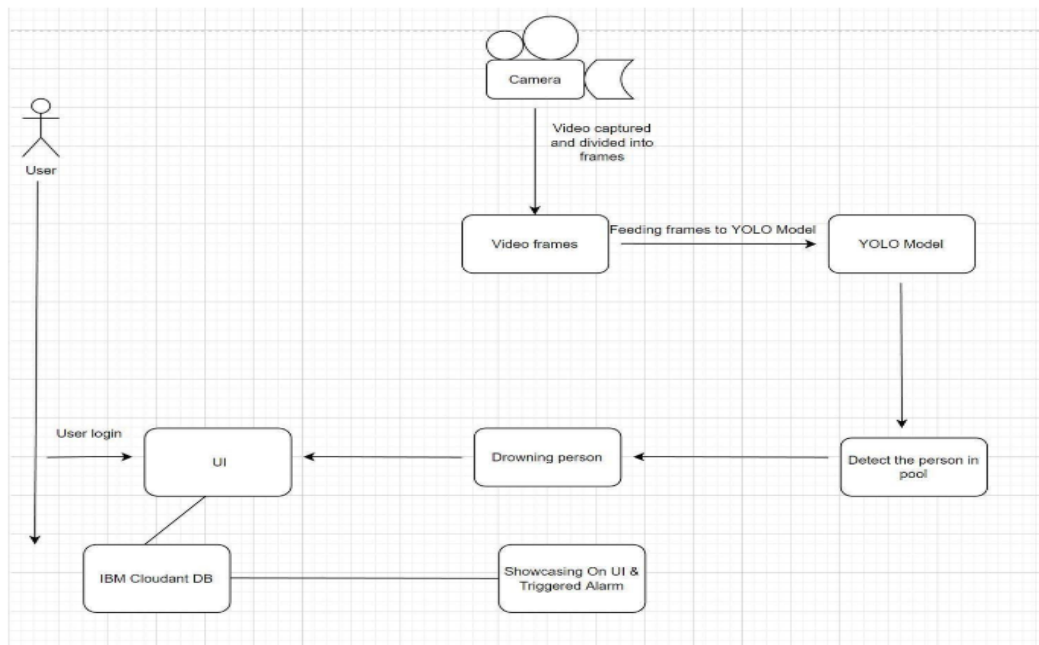 Camera
Video captured
and divided into
frames
User
Video frames
Feeding frames to YOLO Model
YOLO Model
User login
UI
Drowning person
Detect the person in
pool
IBM Cloudant DB
Showcasing On UI &
Triggered Alarm